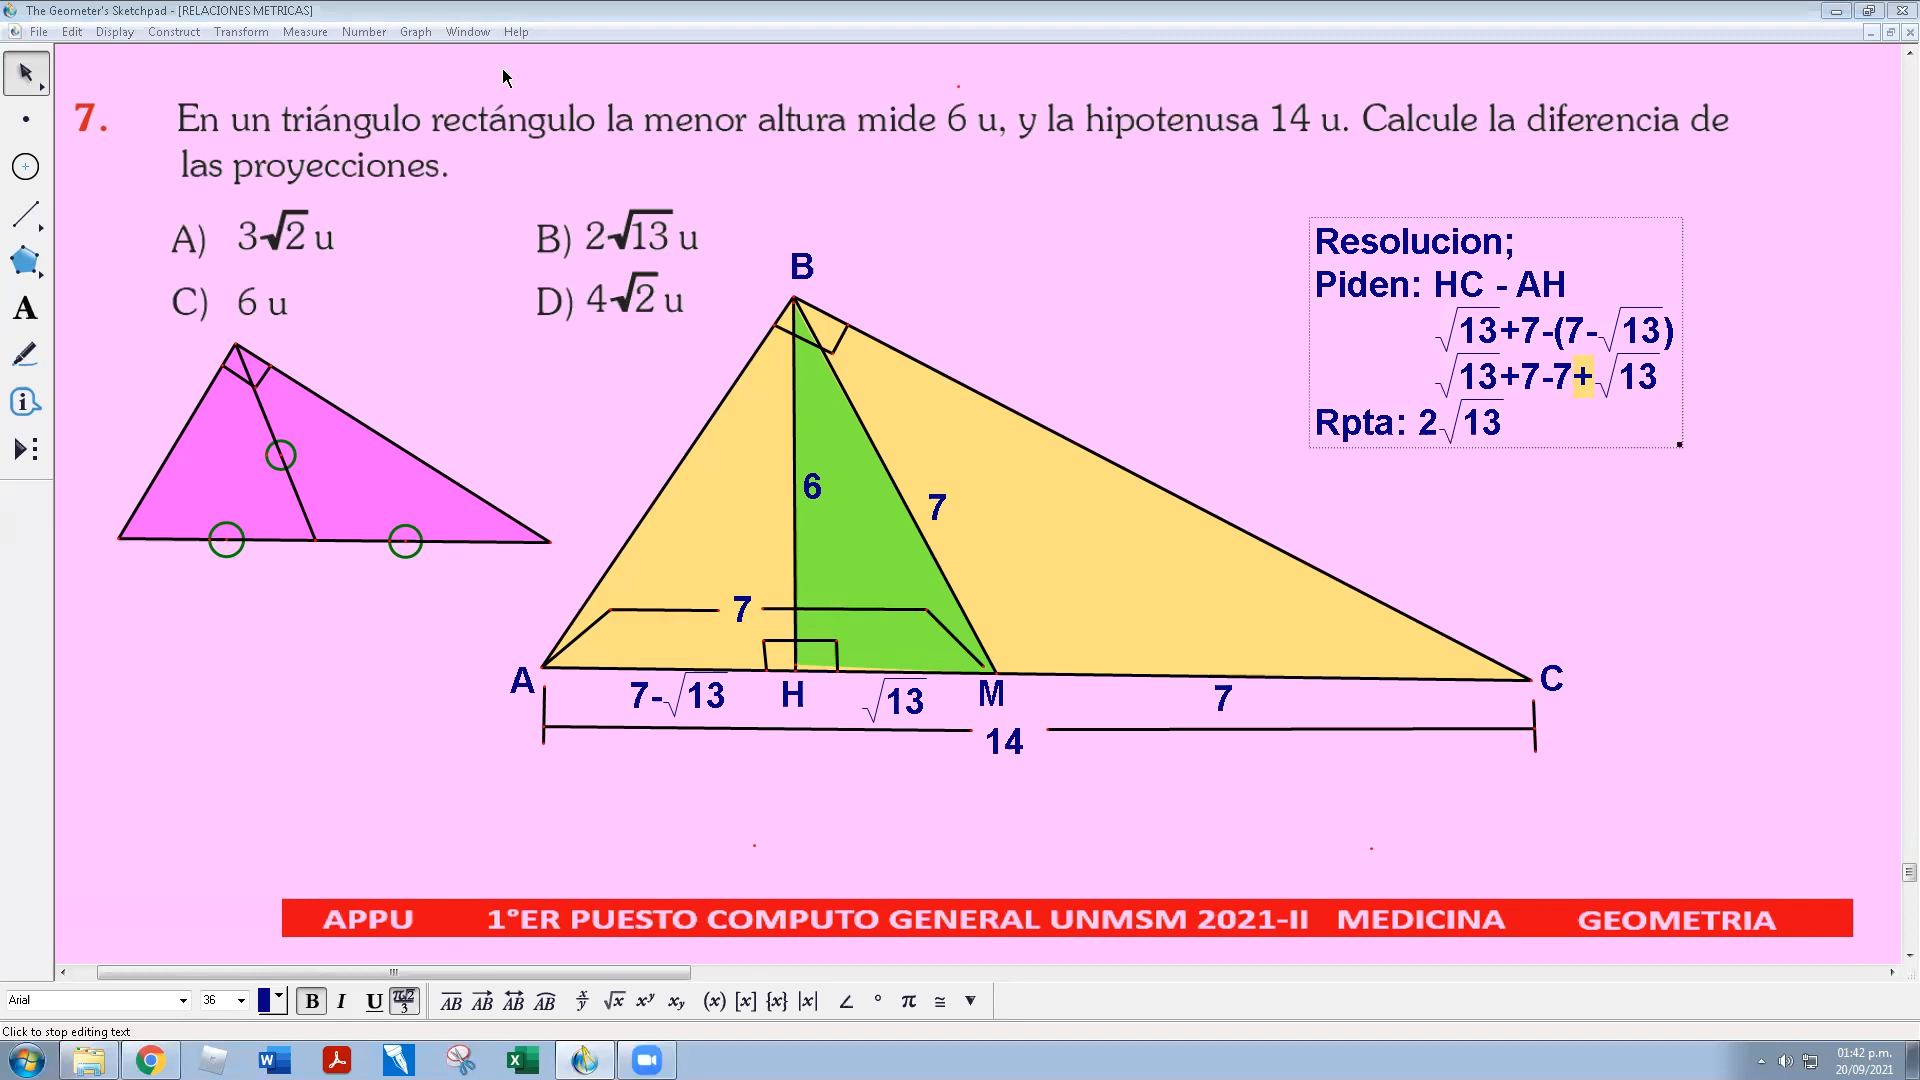 The Geometer's Sketchpad - [RELACIONES METRICAS]
File Edit Display Construct Transform Measure Number Graph Window Help
7. En un triángulo rectángulo la menor altura mide 6 u, y la hipotenusa 14 u. Calcule la diferencia de
las proyecciones.
A) 3√2 u B) 2√13 u
C) 6 u D) 4√2 u
Resolucion;
Piden: HC - AH
√13+7-(7-√13)
√13+7-7+√13
Rpta: 2√13
B
6
7
7
A
7-√13
H
√13
M
7
C
14
APPU 1°ER PUESTO COMPUTO GENERAL UNMSM 2021-II MEDICINA GEOMETRIA
Arial 36 B I U
Click to stop editing text
01:42 p.m.
20/09/2021